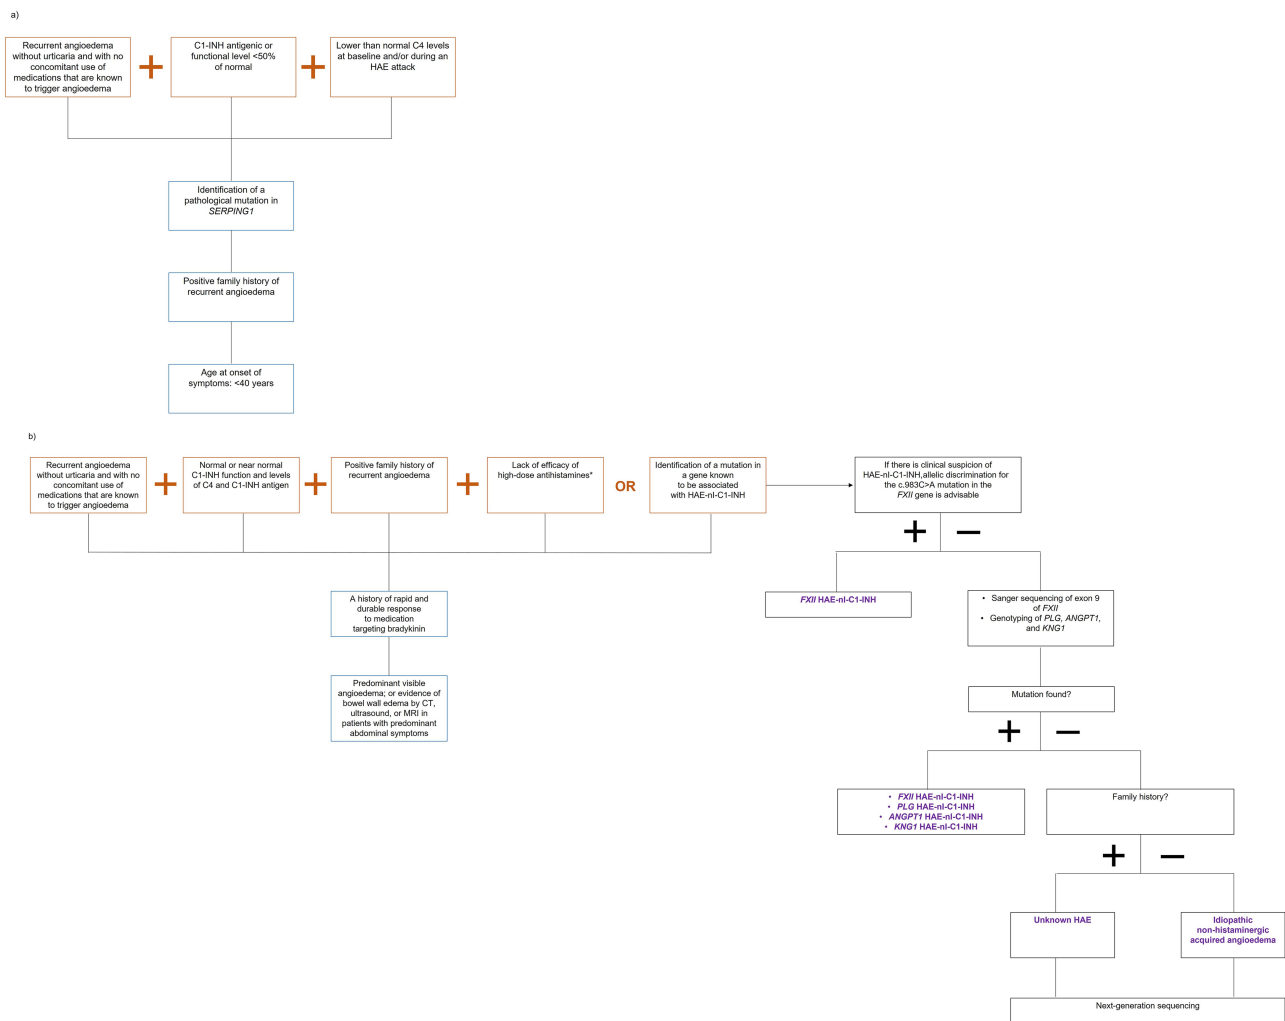 a)
Recurrent angioedema
without urticaria and with no
concomitant use of
medications that are known
to trigger angioedema
+
C1-INH antigenic or
functional level <50%
of normal
+
Lower than normal C4 levels
at baseline and/or during an
HAE attack
Identification of a
pathological mutation in
SERPING1
Positive family history of
recurrent angioedema
Age at onset of
symptoms: <40 years
b)
Recurrent angioedema
without urticaria and with no
concomitant use of
medications that are known
to trigger angioedema
+
Normal or near normal
C1-INH function and levels
of C4 and C1-INH antigen
+
Positive family history of
recurrent angioedema
+
Lack of efficacy of
high-dose antihistamines*
OR
Identification of a mutation in
a gene known
to be associated
with HAE-nl-C1-INH
If there is clinical suspicion of
HAE-nl-C1-INH,allelic discrimination for
the c.983C>A mutation in the
FXII gene is advisable
+ –
A history of rapid and
durable response
to medication
targeting bradykinin
Predominant visible
angioedema; or evidence of
bowel wall edema by CT,
ultrasound, or MRI in
patients with predominant
abdominal symptoms
FXII HAE-nl-C1-INH
• Sanger sequencing of exon 9
of FXII
• Genotyping of PLG, ANGPT1,
and KNG1
Mutation found?
+ –
• FXII HAE-nl-C1-INH
• PLG HAE-nl-C1-INH
• ANGPT1 HAE-nl-C1-INH
• KNG1 HAE-nl-C1-INH
Family history?
+ –
Unknown HAE
Idiopathic
non-histaminergic
acquired angioedema
Next-generation sequencing